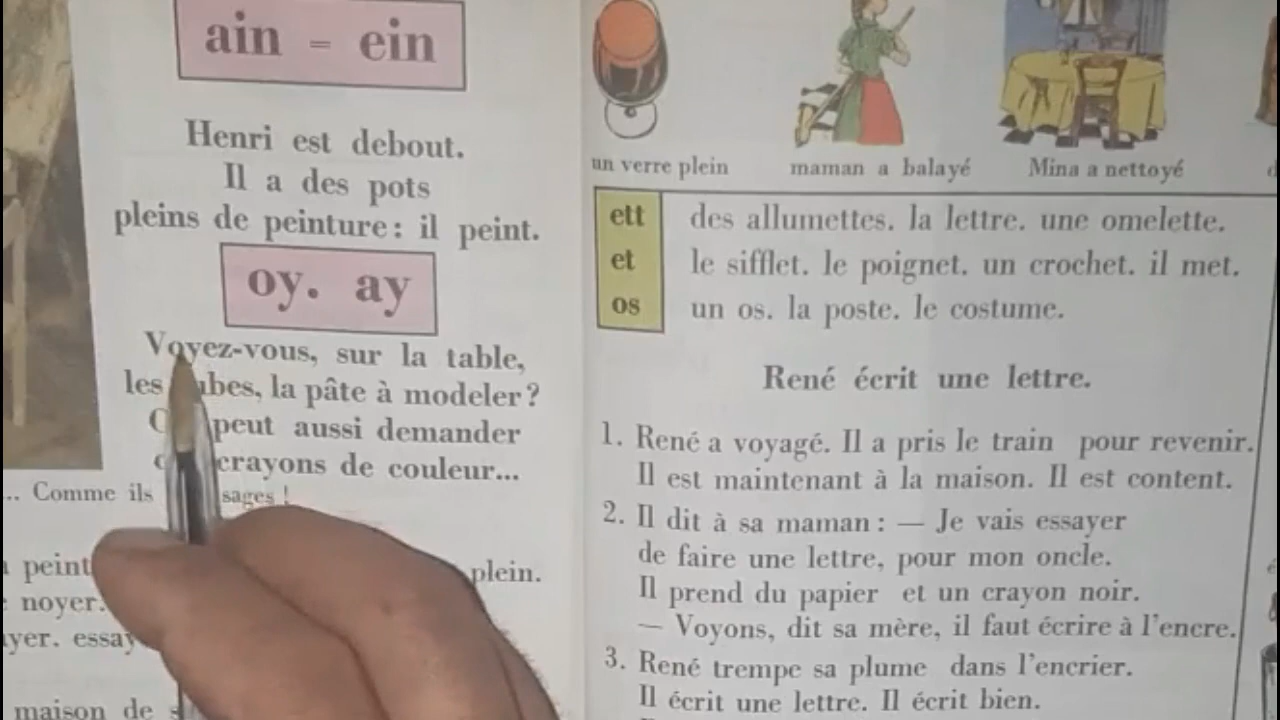 ain = ein
Henri est debout.
Il a des pots
pleins de peinture : il peint.
oy. ay
Voyez-vous, sur la table,
les la pâte à modeler ?
peut aussi demander
crayons de couleur...
... Comme ils sages !
peint plein.
noyer.
maison de
un verre plein
maman a balayé
Mina a nettoyé
ett des allumettes. la lettre. une omelette.
et le sifflet. le poignet. un crochet. il met.
os un os. la poste. le costume.
René écrit une lettre.
1. René a voyagé. Il a pris le train pour revenir.
Il est maintenant à la maison. Il est content.
2. Il dit à sa maman : — Je vais essayer
de faire une lettre, pour mon oncle.
Il prend du papier et un crayon noir.
— Voyons, dit sa mère, il faut écrire à l'encre.
3. René trempe sa plume dans l'encrier.
Il écrit une lettre. Il écrit bien.